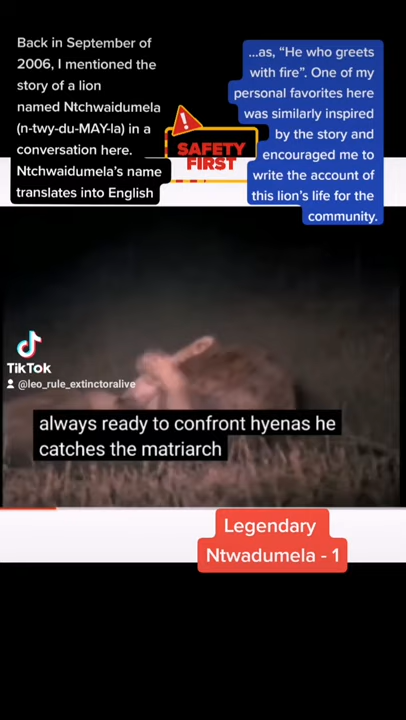 Back in September of
2006, I mentioned the
story of a lion
named Ntchwaidumela
(n-twy-du-MAY-la) in a
conversation here.
Ntchwaidumela’s name
translates into English
...as, “He who greets
with fire”. One of my
personal favorites here
was similarly inspired
by the story and
encouraged me to
write the account of
this lion’s life for the
community.
SAFETY
FIRST
TikTok
@leo_rule_extinctoralive
always ready to confront hyenas he
catches the matriarch
Legendary
Ntwadumela - 1